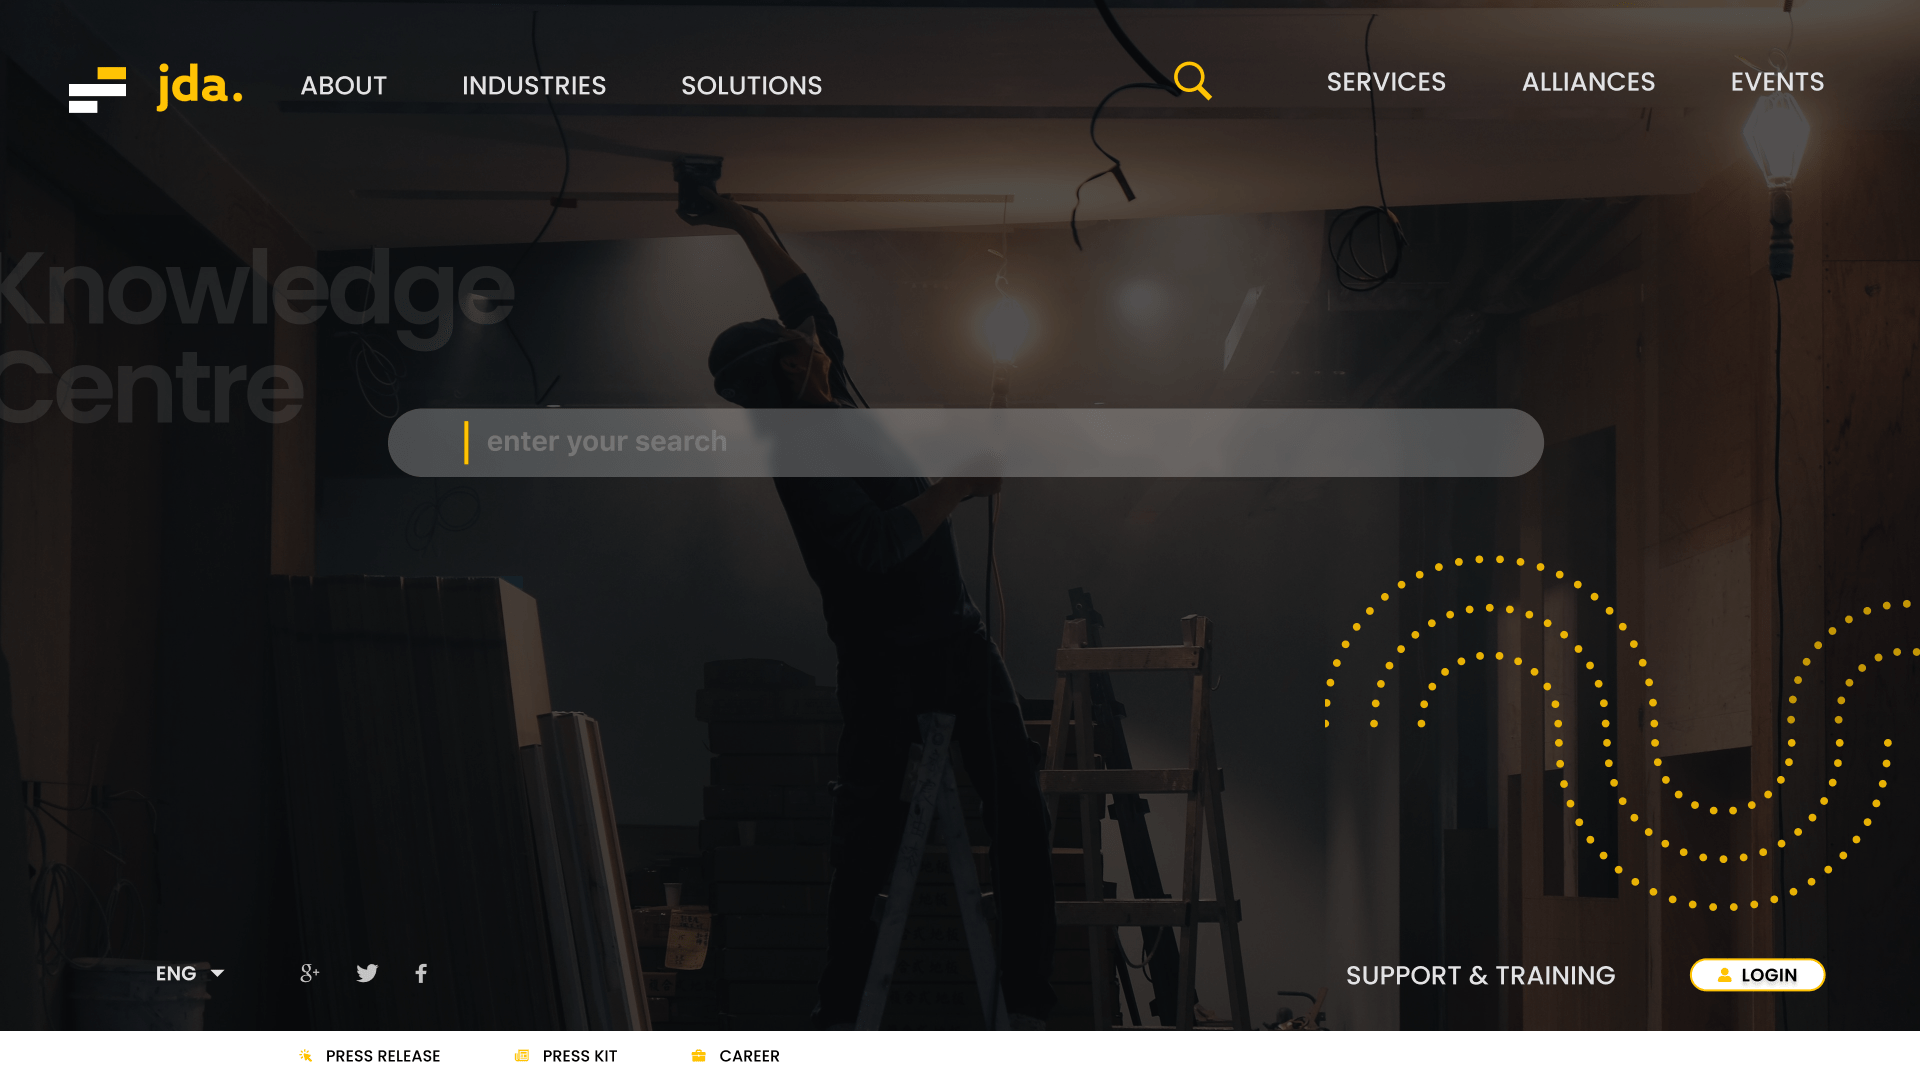 jda.
ABOUT
INDUSTRIES
SOLUTIONS
SERVICES
ALLIANCES
EVENTS
Knowledge
Centre
enter your search
ENG
g+
SUPPORT & TRAINING
LOGIN
PRESS RELEASE
PRESS KIT
CAREER